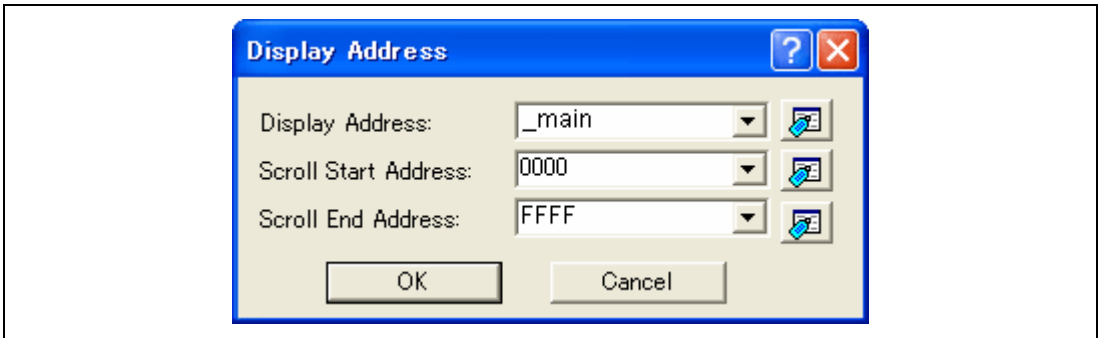 Display Address
Display Address: _main
Scroll Start Address: 0000
Scroll End Address: FFFF
OK Cancel